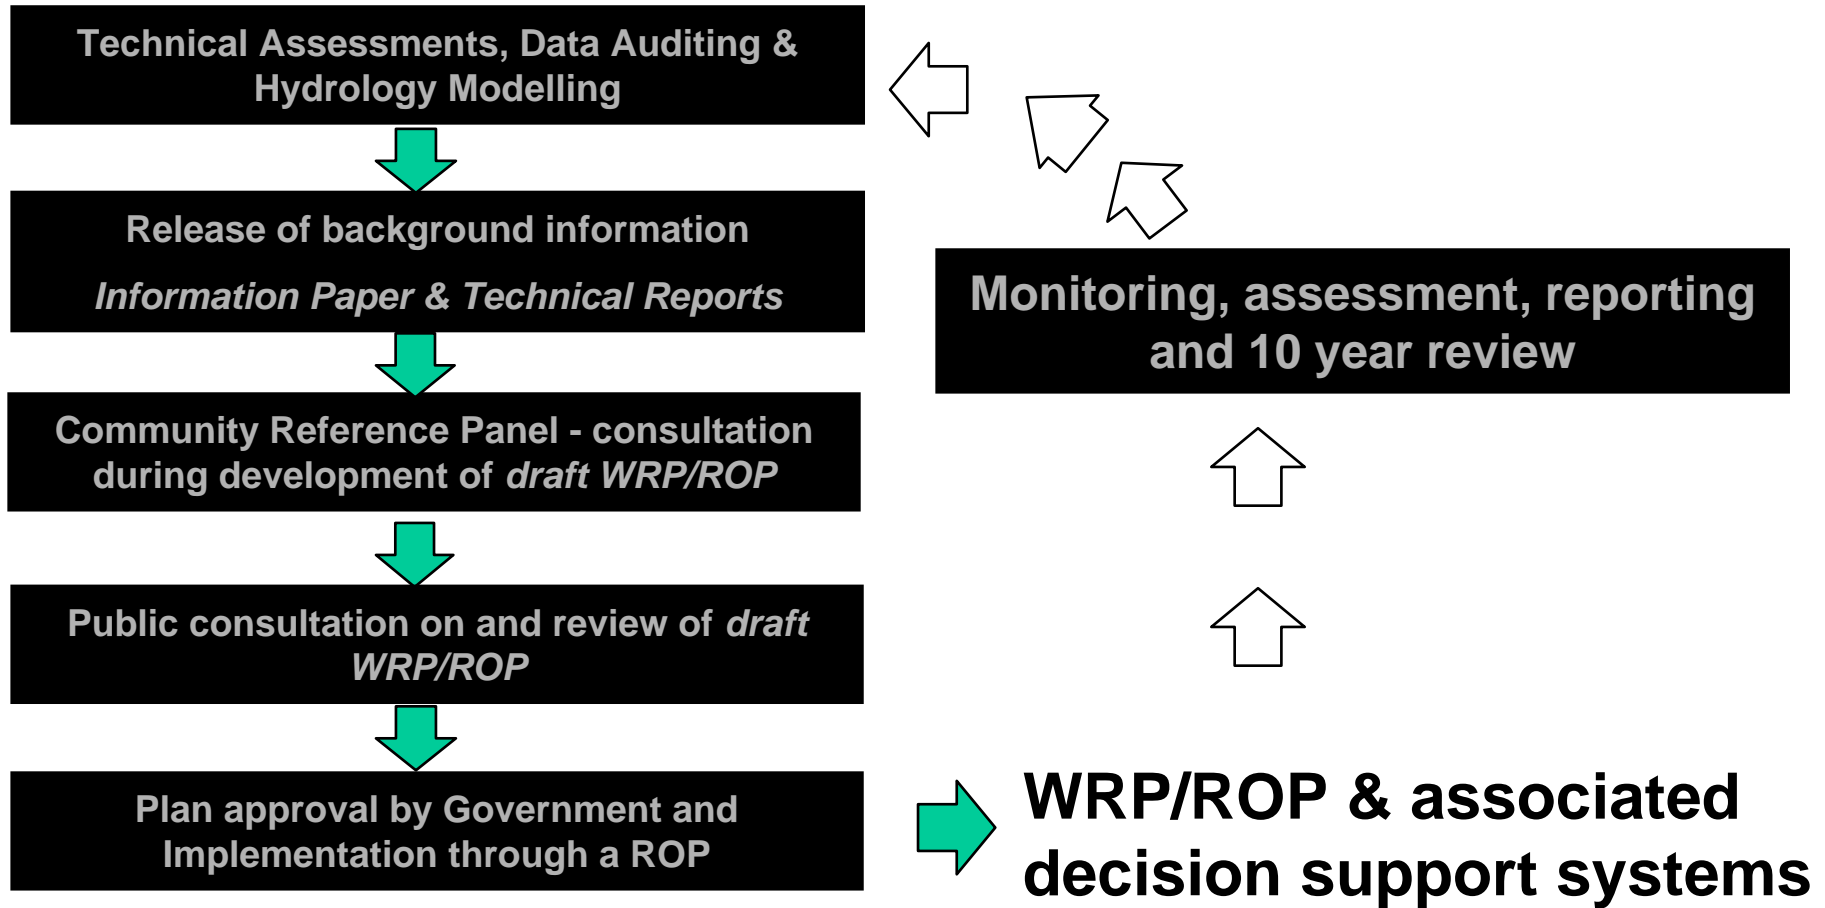 Technical Assessments, Data Auditing &
Hydrology Modelling
Release of background information
Information Paper & Technical Reports
Community Reference Panel - consultation
during development of draft WRP/ROP
Public consultation on and review of draft
WRP/ROP
Plan approval by Government and
Implementation through a ROP
WRP/ROP & associated
decision support systems
Monitoring, assessment, reporting
and 10 year review